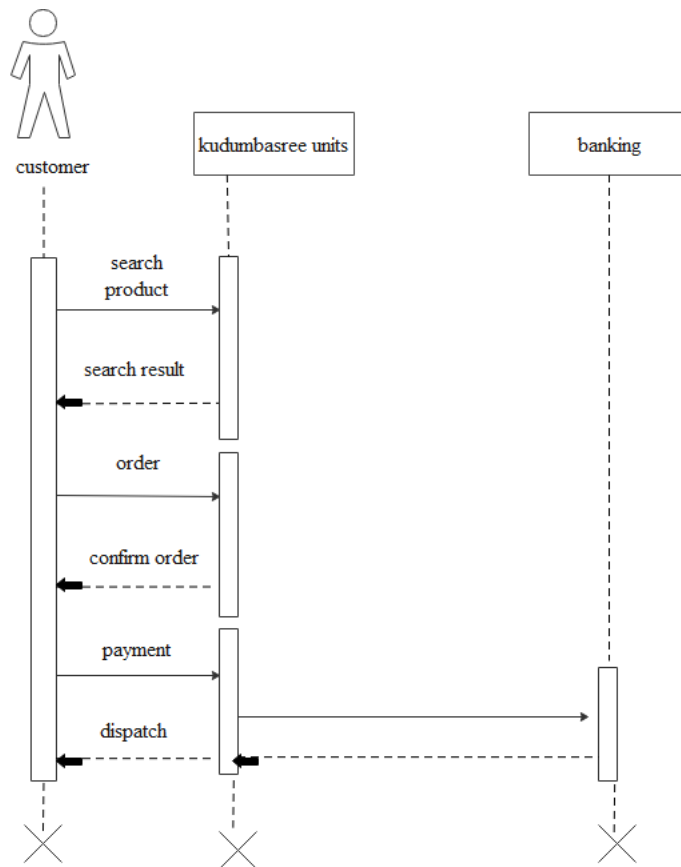 kudumbasree units
banking
customer
search
product
search result
order
confirm order
payment
dispatch